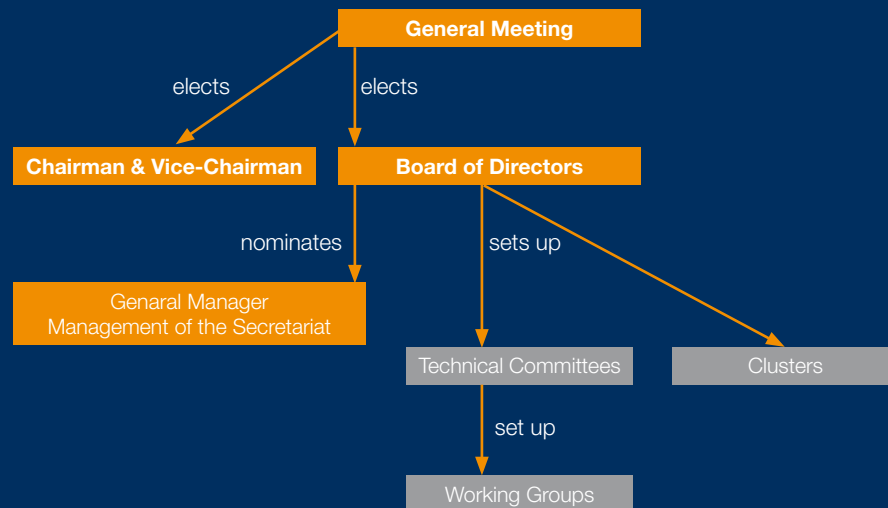 General Meeting
elects
elects
Chairman & Vice-Chairman
Board of Directors
nominates
sets up
Genaral Manager
Management of the Secretariat
Technical Committees
Clusters
set up
Working Groups